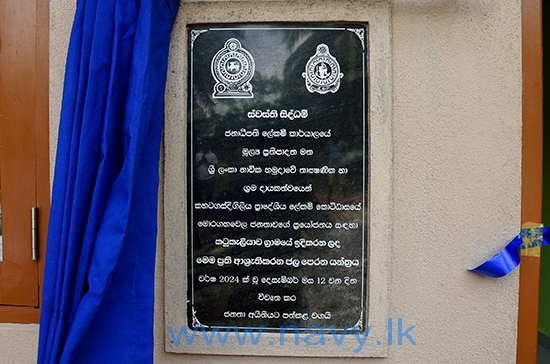 ස්වස්ති සිද්ධම්
ජනාධිපති ලේකම් කාර්යාලයේ
මූල්‍ය ප්‍රතිපාදන මත
ශ්‍රී ලංකා නාවික හමුදාවේ තාක්ෂණික හා
ශ්‍රම දායකත්වයෙන්
කහටගස්දිගිලිය ප්‍රාදේශීය ලේකම් කොට්ඨාසයේ
මොරගහවෙල ජනතාවගේ ප්‍රයෝජනය සඳහා
කටුකැලියාව ග්‍රාමයේ ඉදිකරන ලද
මෙම ප්‍රති ආශ්‍රැතිකරන ජල පෙරන යන්ත්‍රය
වර්ෂ 2024 ක් වූ දෙසැම්බර් මස 12 වන දින
විවෘත කර
ජනතා අයිතියට පත්කළ වගයි
www.navy.lk